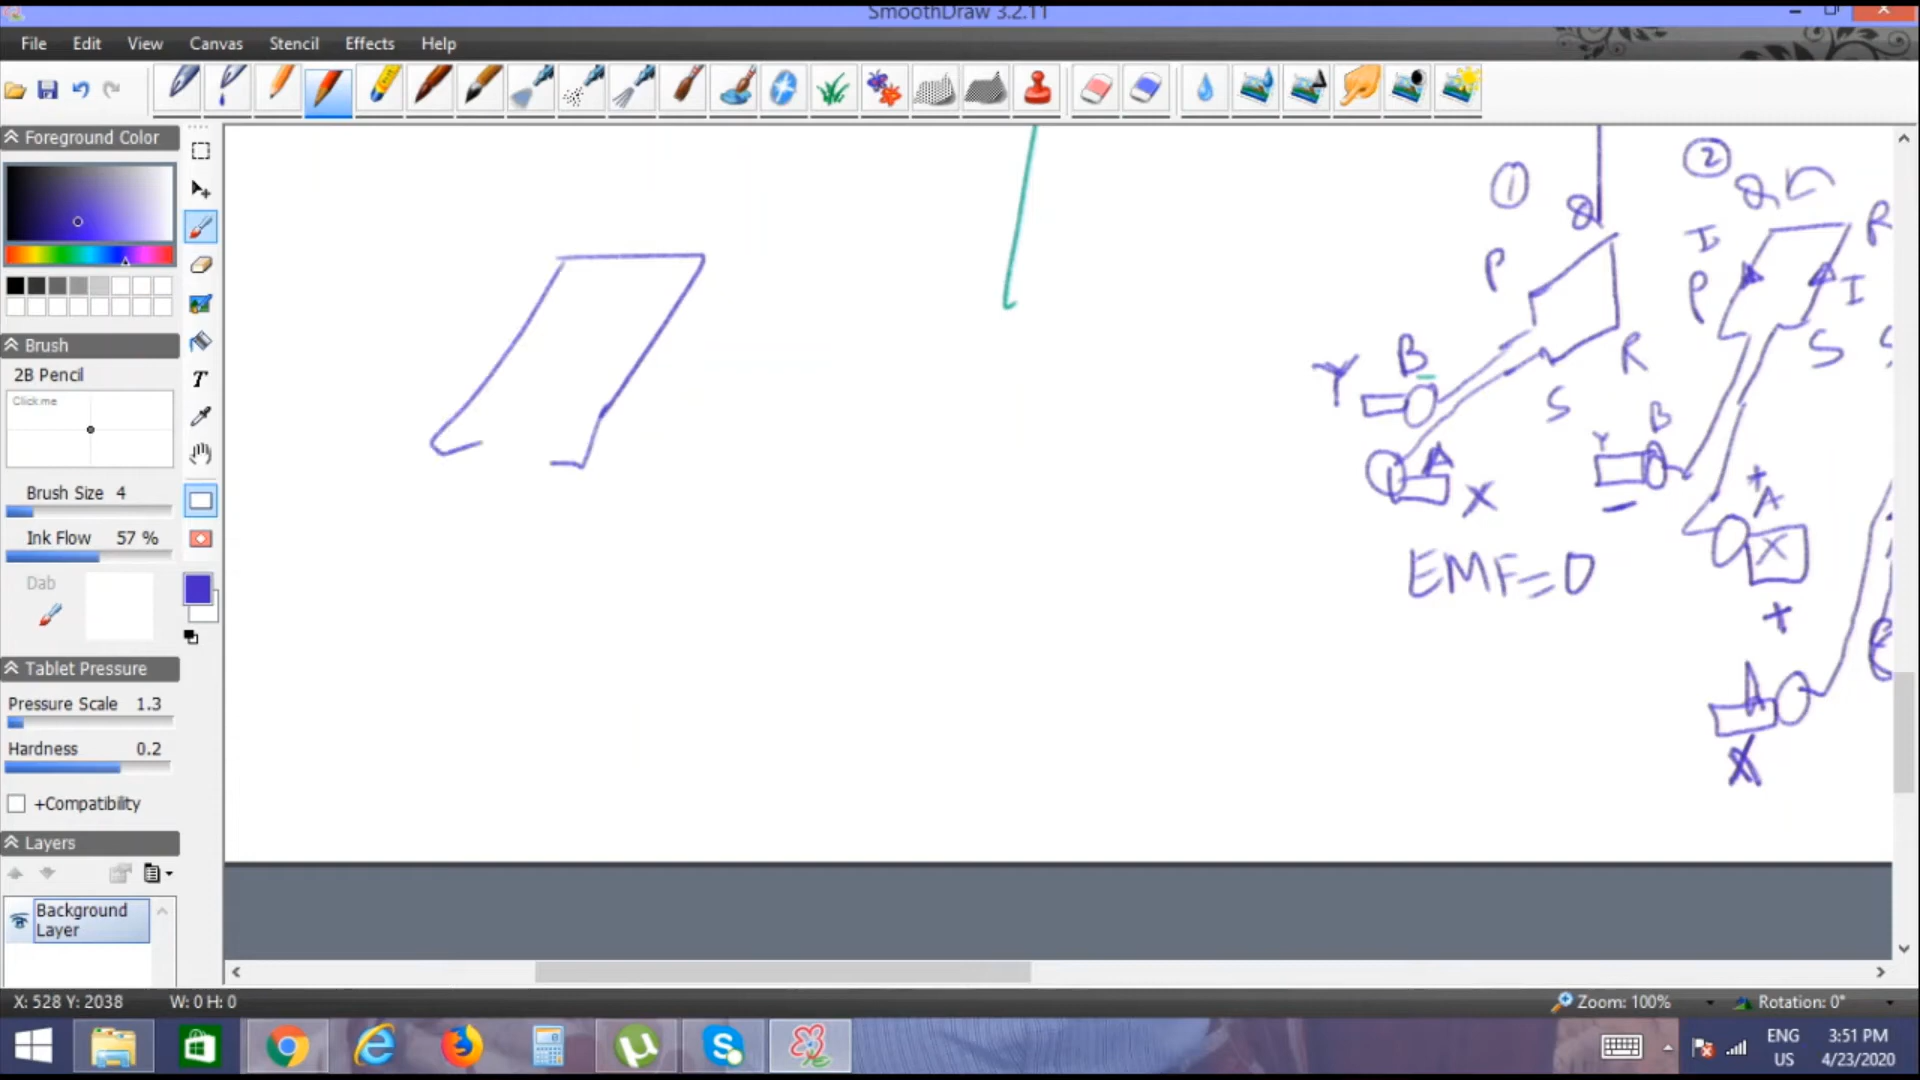 SmoothDraw 3.2.11
File Edit View Canvas Stencil Effects Help
Foreground Color
Brush
2B Pencil
Click me
Brush Size 4
Ink Flow 57 %
Dab
Tablet Pressure
Pressure Scale 1.3
Hardness 0.2
+Compatibility
Layers
Background
Layer
1
Q
P
R
S
Y B
A X
EMF=0
2
R
I
P
I
S
B
Y
-
+
A
X
+
A
X
X: 528 Y: 2038 W: 0 H: 0 Zoom: 100% Rotation: 0°
ENG
US
3:51 PM
4/23/2020